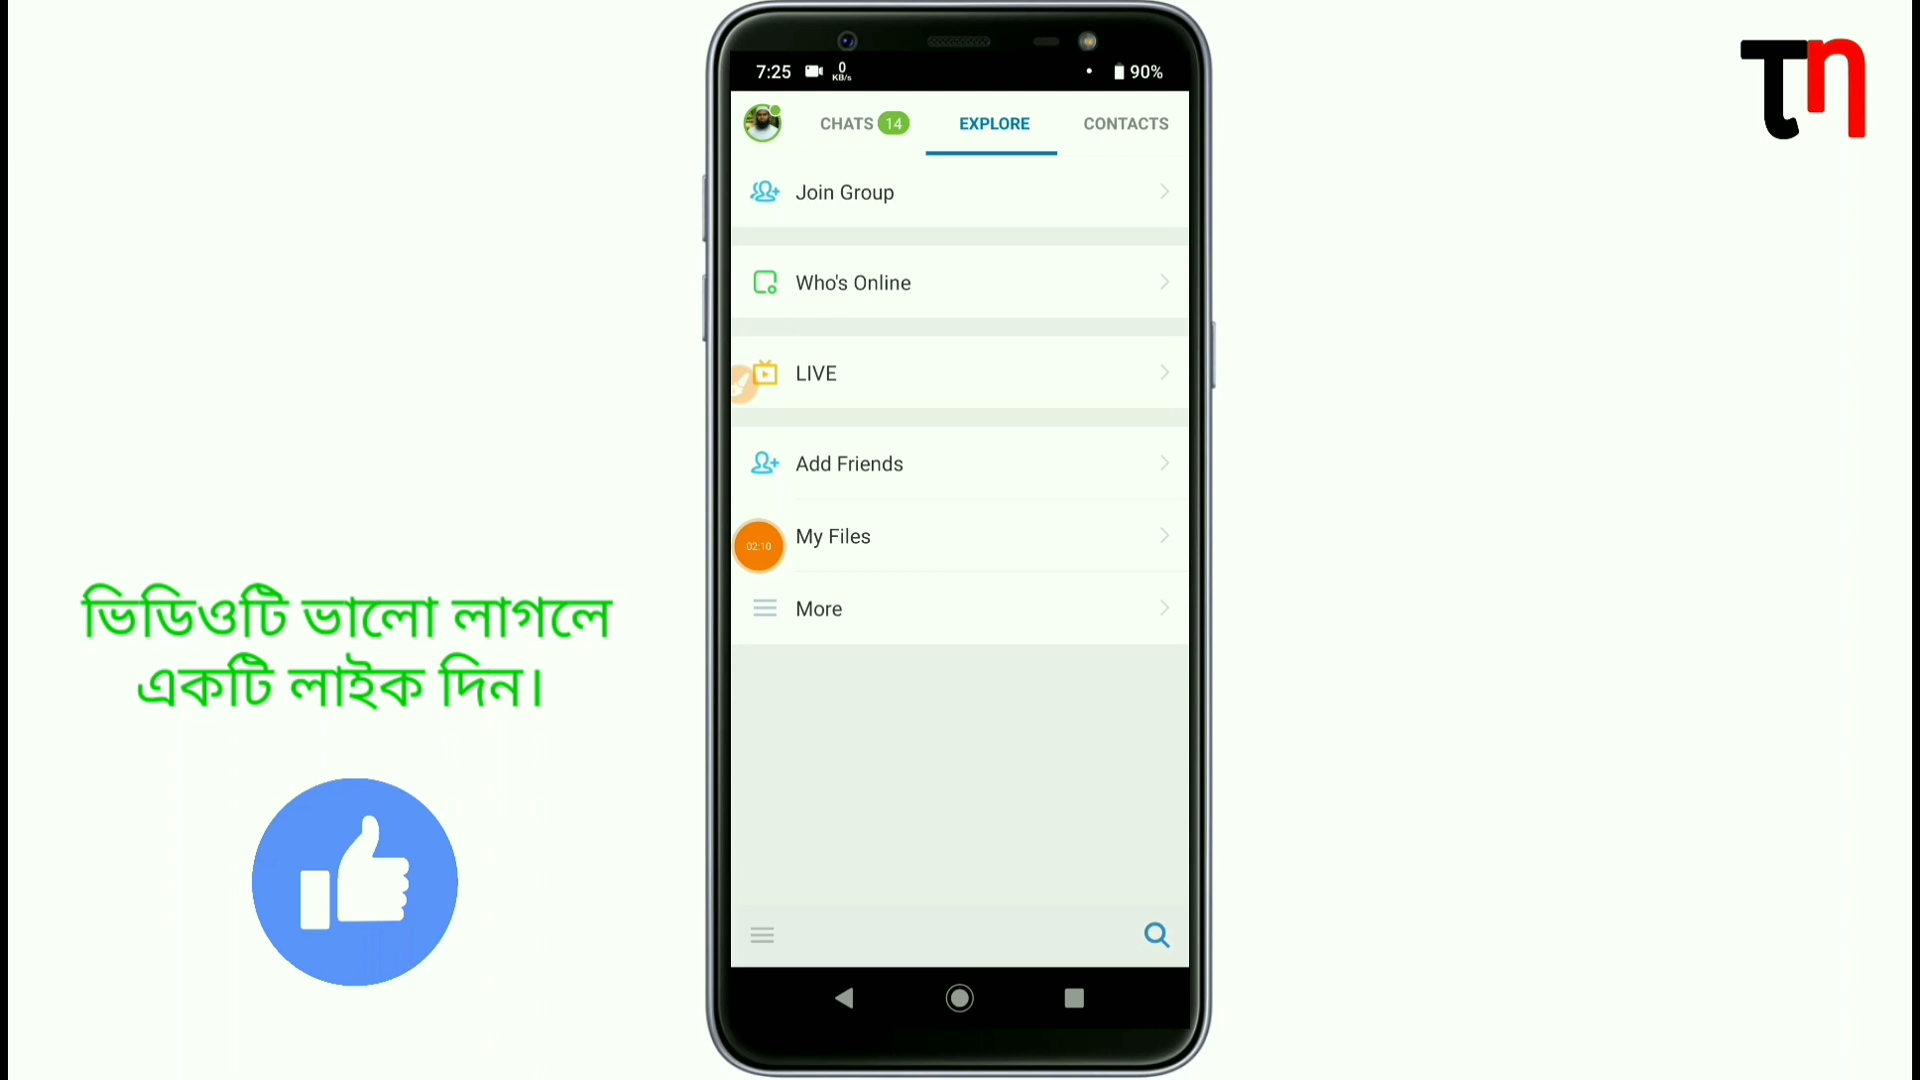 7:25 0 KB/s 90%
CHATS 14 EXPLORE CONTACTS
Join Group
Who's Online
LIVE
Add Friends
02:10 My Files
More
ভিডিওটি ভালো লাগলে
একটি লাইক দিন।
Tn